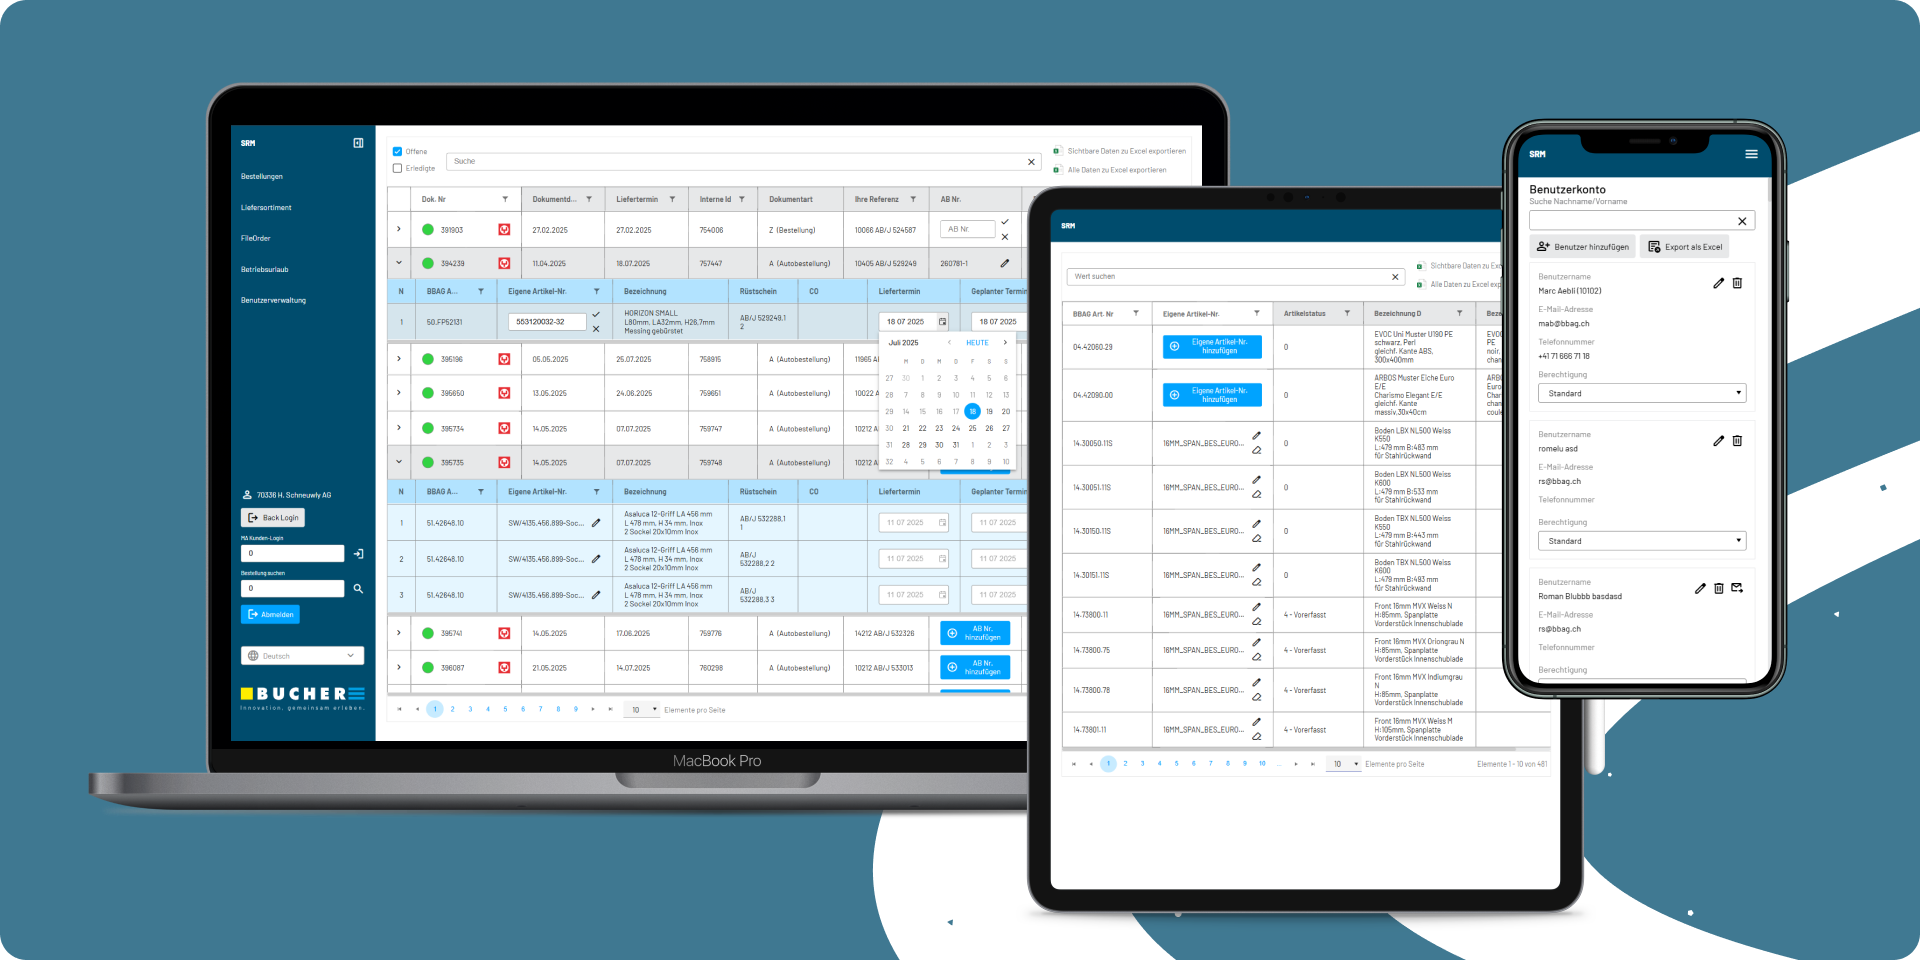 SRM
Bestellungen
Liefersortiment
FileOrder
Betriebsurlaub
Benutzerverwaltung
70336 H. Schneuwly AG
Back Login
MA Kunden-Login
0
Bestellung suchen
0
Abmelden
Deutsch
BUCHER
Innovation, gemeinsam erleben.
Offene
Erledigte
Suche
Sichtbare Daten zu Excel exportieren
Alle Daten zu Excel exportieren
Dok. Nr Dokumentd... Liefertermin Interne Id Dokumentart Ihre Referenz AB Nr.
391903 27.02.2025 27.02.2025 754006 Z (Bestellung) 10066 AB/J 524587 AB Nr.
394239 11.04.2025 18.07.2025 757447 A (Autobestellung) 10405 AB/J 529249 260781-1
N BBAG A... Eigene Artikel-Nr. Bezeichnung Rüstschein CO Liefertermin Geplanter Termin
1 50.FP52131 553120032-32 HORIZON SMALL
L80mm, LA32mm, H26,7mm
Messing gebürstet
AB/J 529249.1
2
18 07 2025 18 07 2025
Juli 2025 HEUTE
M D M D F S S
27 30 1 2 3 4 5 6
28 7 8 9 10 11 12 13
29 14 15 16 17 18 19 20
30 21 22 23 24 25 26 27
31 28 29 30 31 1 2 3
32 4 5 6 7 8 9 10
395196 05.05.2025 25.07.2025 758915 A (Autobestellung) 11965 A
395650 13.05.2025 24.06.2025 759651 A (Autobestellung) 10022 A
395734 14.05.2025 07.07.2025 759747 A (Autobestellung) 10212 A
395735 14.05.2025 07.07.2025 759748 A (Autobestellung) 10212 A
N BBAG A... Eigene Artikel-Nr. Bezeichnung Rüstschein CO Liefertermin Geplanter Termin
1 51.42648.10 SW/4135.456.899-Soc...
Asaluca 12-Griff LA 456 mm
L 478 mm, H 34 mm, Inox
2 Sockel 20x10mm Inox
AB/J 532288.1
1
11 07 2025 11 07 2025
2 51.42648.10 SW/4135.456.899-Soc...
Asaluca 12-Griff LA 456 mm
L 478 mm, H 34 mm, Inox
2 Sockel 20x10mm Inox
AB/J
532288.2 2
11 07 2025 11 07 2025
3 51.42648.10 SW/4135.456.899-Soc...
Asaluca 12-Griff LA 456 mm
L 478 mm, H 34 mm, Inox
2 Sockel 20x10mm Inox
AB/J
532288.3 3
11 07 2025 11 07 2025
395741 14.05.2025 17.06.2025 759776 A (Autobestellung) 14212 AB/J 532326 AB Nr.
hinzufügen
396087 21.05.2025 14.07.2025 760298 A (Autobestellung) 10212 AB/J 533013 AB Nr.
hinzufügen
1 2 3 4 5 6 7 8 9 10 Elemente pro Seite
MacBook Pro
SRM
Wert suchen
Sichtbare Daten zu Exc
Alle Daten zu Excel exp
BBAG Art. Nr Eigene Artikel-Nr. Artikelstatus Bezeichnung D Beze
04.42060.29 Eigene Artikel-Nr.
hinzufügen
0
EVOC Uni Muster U190 PE
schwarz, Perl
gleichf. Kante ABS,
300x400mm
EVOC
PE
noir,
chan
04.42090.00 Eigene Artikel-Nr.
hinzufügen
0
ARBOS Muster Eiche Euro
E/E
Charismo Elegant E/E
gleichf. Kante
massiv,30x40cm
ARBO
Euro
Char
chan
coule
14.30050.11S 16MM_SPAN_BES_EURO... 0
Boden LBX NL500 Weiss
K550
L:479 mm B:483 mm
für Stahlrückwand
14.30051.11S 16MM_SPAN_BES_EURO... 0
Boden LBX NL500 Weiss
K600
L:479 mm B:533 mm
für Stahlrückwand
14.30150.11S 16MM_SPAN_BES_EURO... 0
Boden TBX NL500 Weiss
K550
L:479 mm B:443 mm
für Stahlrückwand
14.30151.11S 16MM_SPAN_BES_EURO... 0
Boden TBX NL500 Weiss
K600
L:479 mm B:493 mm
für Stahlrückwand
14.73800.11 16MM_SPAN_BES_EURO... 4 - Vorerfasst
Front 16mm MVX Weiss N
H:85mm, Spanplatte
Vorderstück Innenschublade
14.73800.75 16MM_SPAN_BES_EURO... 4 - Vorerfasst
Front 16mm MVX Oriongrau N
H:85mm, Spanplatte
Vorderstück Innenschublade
14.73800.78 16MM_SPAN_BES_EURO... 4 - Vorerfasst
Front 16mm MVX Indiumgrau
N
H:85mm, Spanplatte
Vorderstück Innenschublade
14.73801.11 16MM_SPAN_BES_EURO... 4 - Vorerfasst
Front 16mm MVX Weiss M
H:105mm, Spanplatte
Vorderstück Innenschublade
1 2 3 4 5 6 7 8 9 10 ... 10 Elemente pro Seite Elemente 1 - 10 von 481
SRM
Benutzerkonto
Suche Nachname/Vorname
Benutzer hinzufügen Export als Excel
Benutzername
Marc Aebli (10102)
E-Mail-Adresse
mab@bbag.ch
Telefonnummer
+41 71 666 71 18
Berechtigung
Standard
Benutzername
romelu asd
E-Mail-Adresse
rs@bbag.ch
Telefonnummer
Berechtigung
Standard
Benutzername
Roman Blubbb basdasd
E-Mail-Adresse
rs@bbag.ch
Telefonnummer
Berechtigung